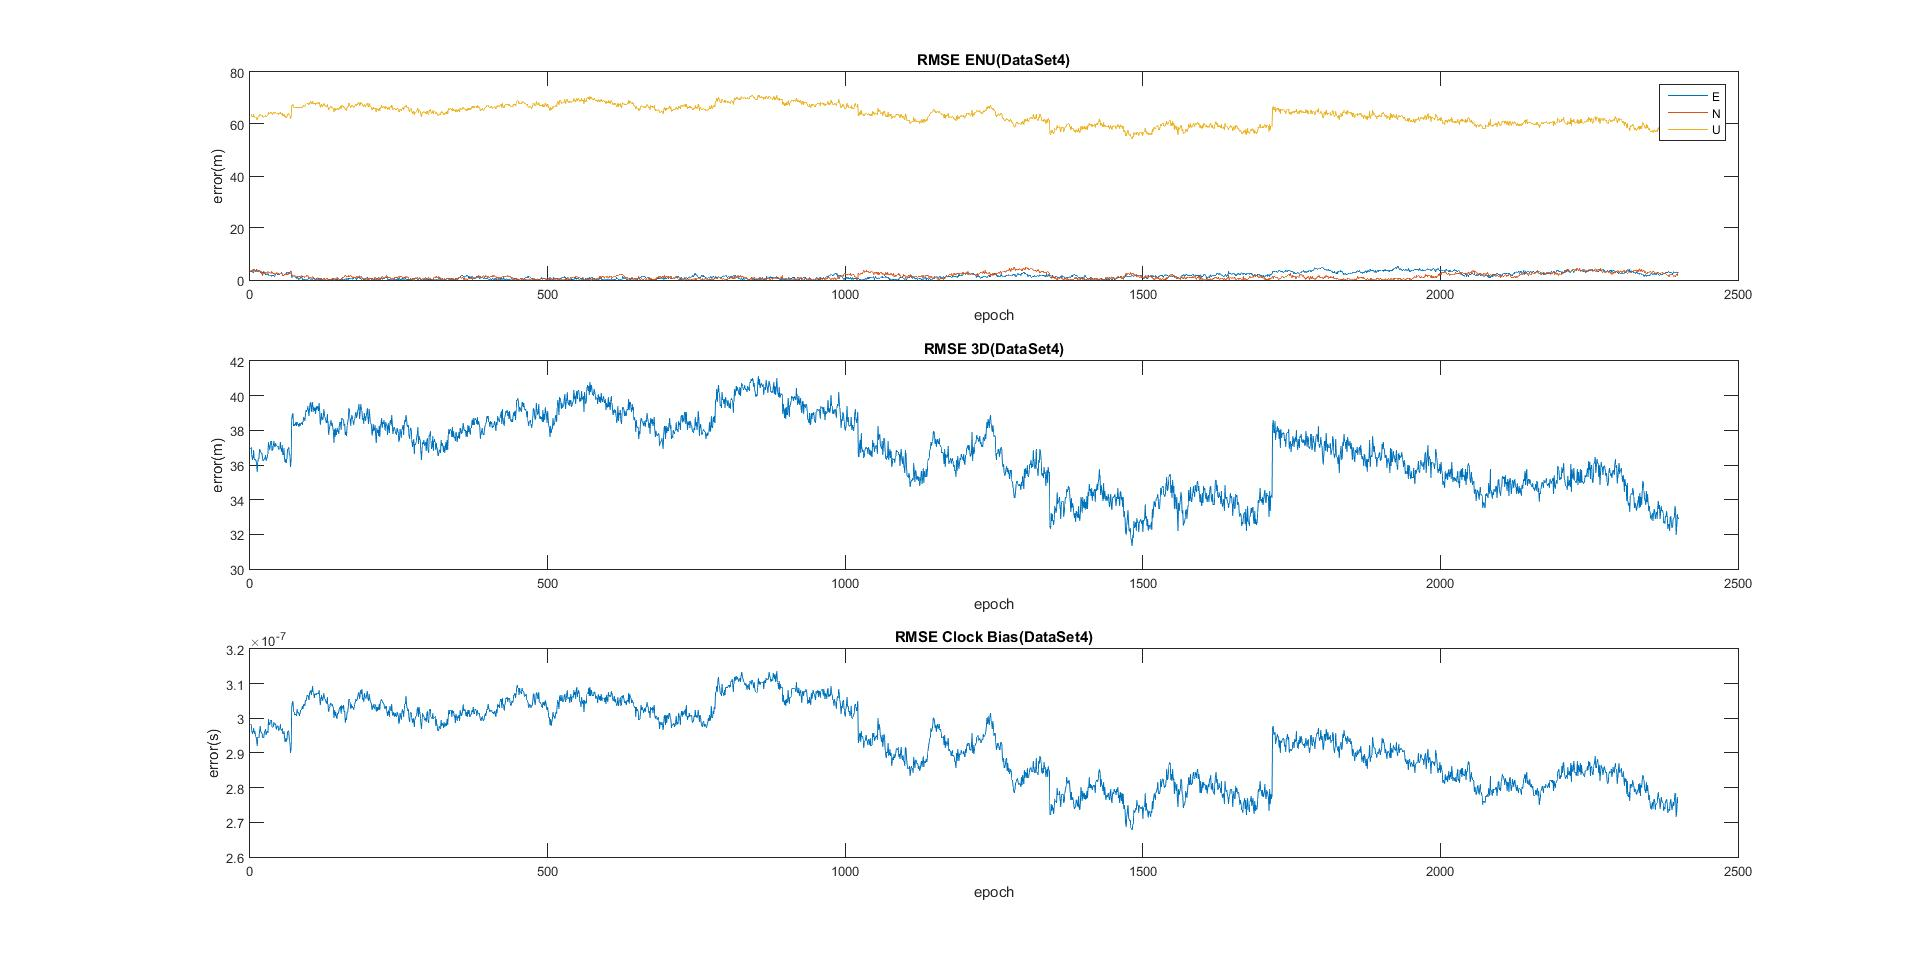 RMSE ENU(DataSet4)
80
60
40
20
0
error(m)
E
N
U
0 500 1000 1500 2000 2500
epoch
RMSE 3D(DataSet4)
42
40
38
36
34
32
30
error(m)
0 500 1000 1500 2000 2500
epoch
RMSE Clock Bias(DataSet4)
×10⁻⁷
3.2
3.1
3
2.9
2.8
2.7
2.6
error(s)
0 500 1000 1500 2000 2500
epoch